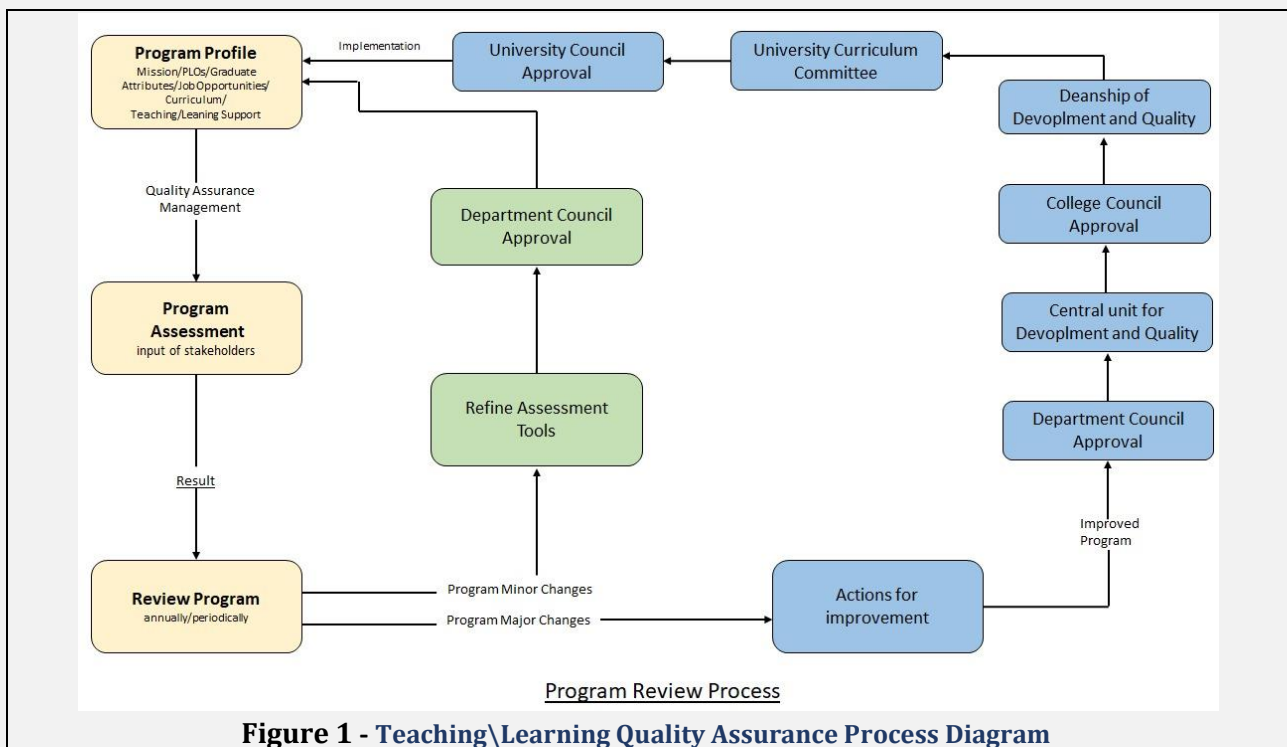 Program Profile
Mission/PLOs/Graduate
Attributes/Job Opportunities/
Curriculum/
Teaching/Leaning Support
Implementation
University Council
Approval
University Curriculum
Committee
Deanship of
Devoplment and Quality
Quality Assurance
Management
Department Council
Approval
College Council
Approval
Program
Assessment
input of stakeholders
Central unit for
Devoplment and Quality
Refine Assessment
Tools
Department Council
Approval
Result
Improved
Program
Review Program
annually/periodically
Program Minor Changes
Program Major Changes
Actions for
improvement
Program Review Process
Figure 1 - Teaching\Learning Quality Assurance Process Diagram